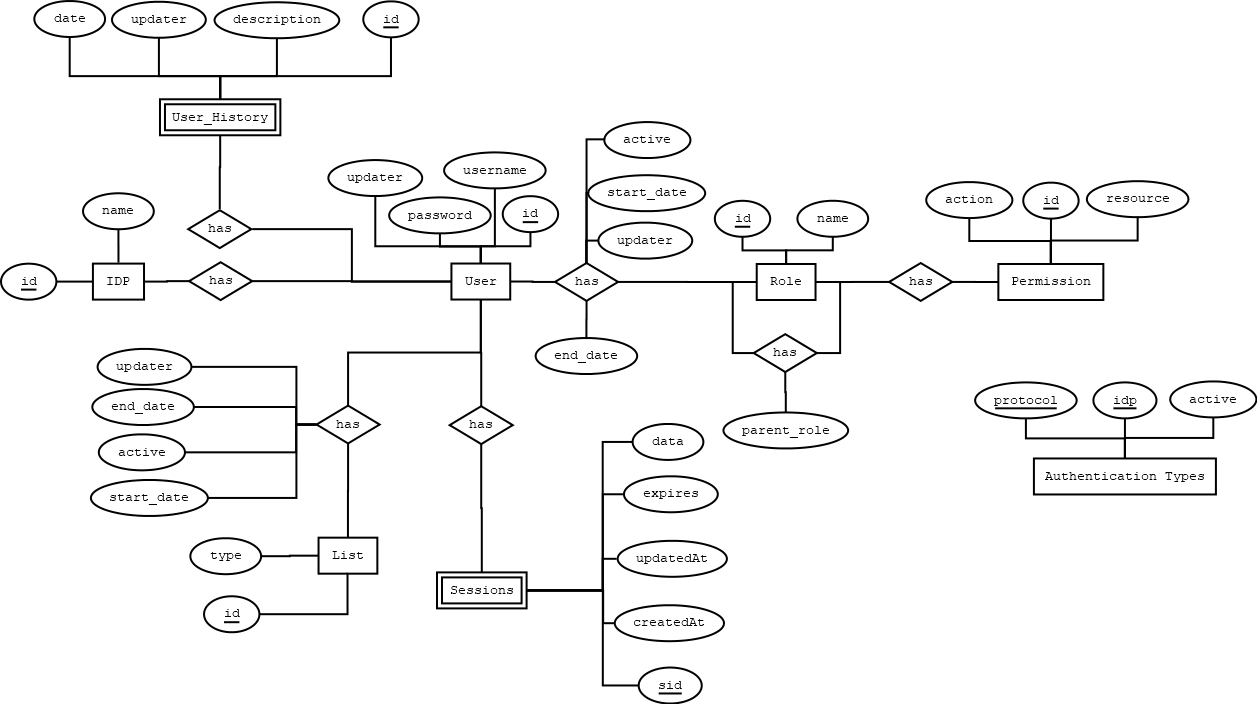 date
updater
description
id
User_History
active
updater
username
start_date
action
id
resource
name
password
id
id
name
has
updater
id
IDP
has
User
has
Role
has
Permission
has
end_date
updater
protocol
idp
active
end_date
has
has
parent_role
active
data
Authentication Types
start_date
expires
type
List
updatedAt
Sessions
id
createdAt
sid